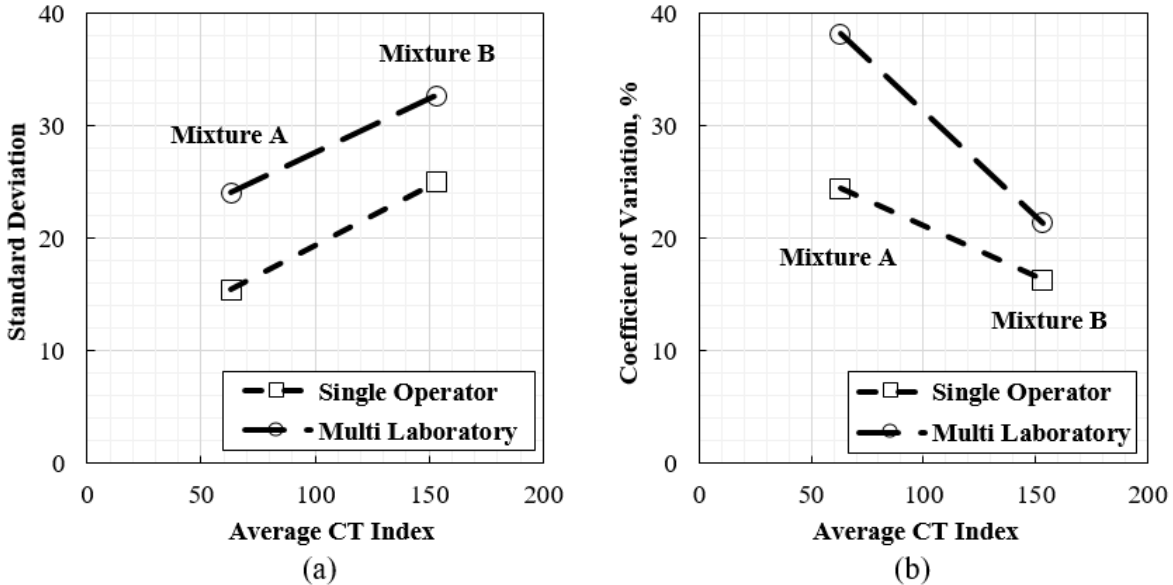 40
30
20
10
0
Standard Deviation
Mixture B
Mixture A
Single Operator
Multi Laboratory
0 50 100 150 200
Average CT Index
(a)
40
30
20
10
0
Coefficient of Variation, %
Mixture A
Mixture B
Single Operator
Multi Laboratory
0 50 100 150 200
Average CT Index
(b)